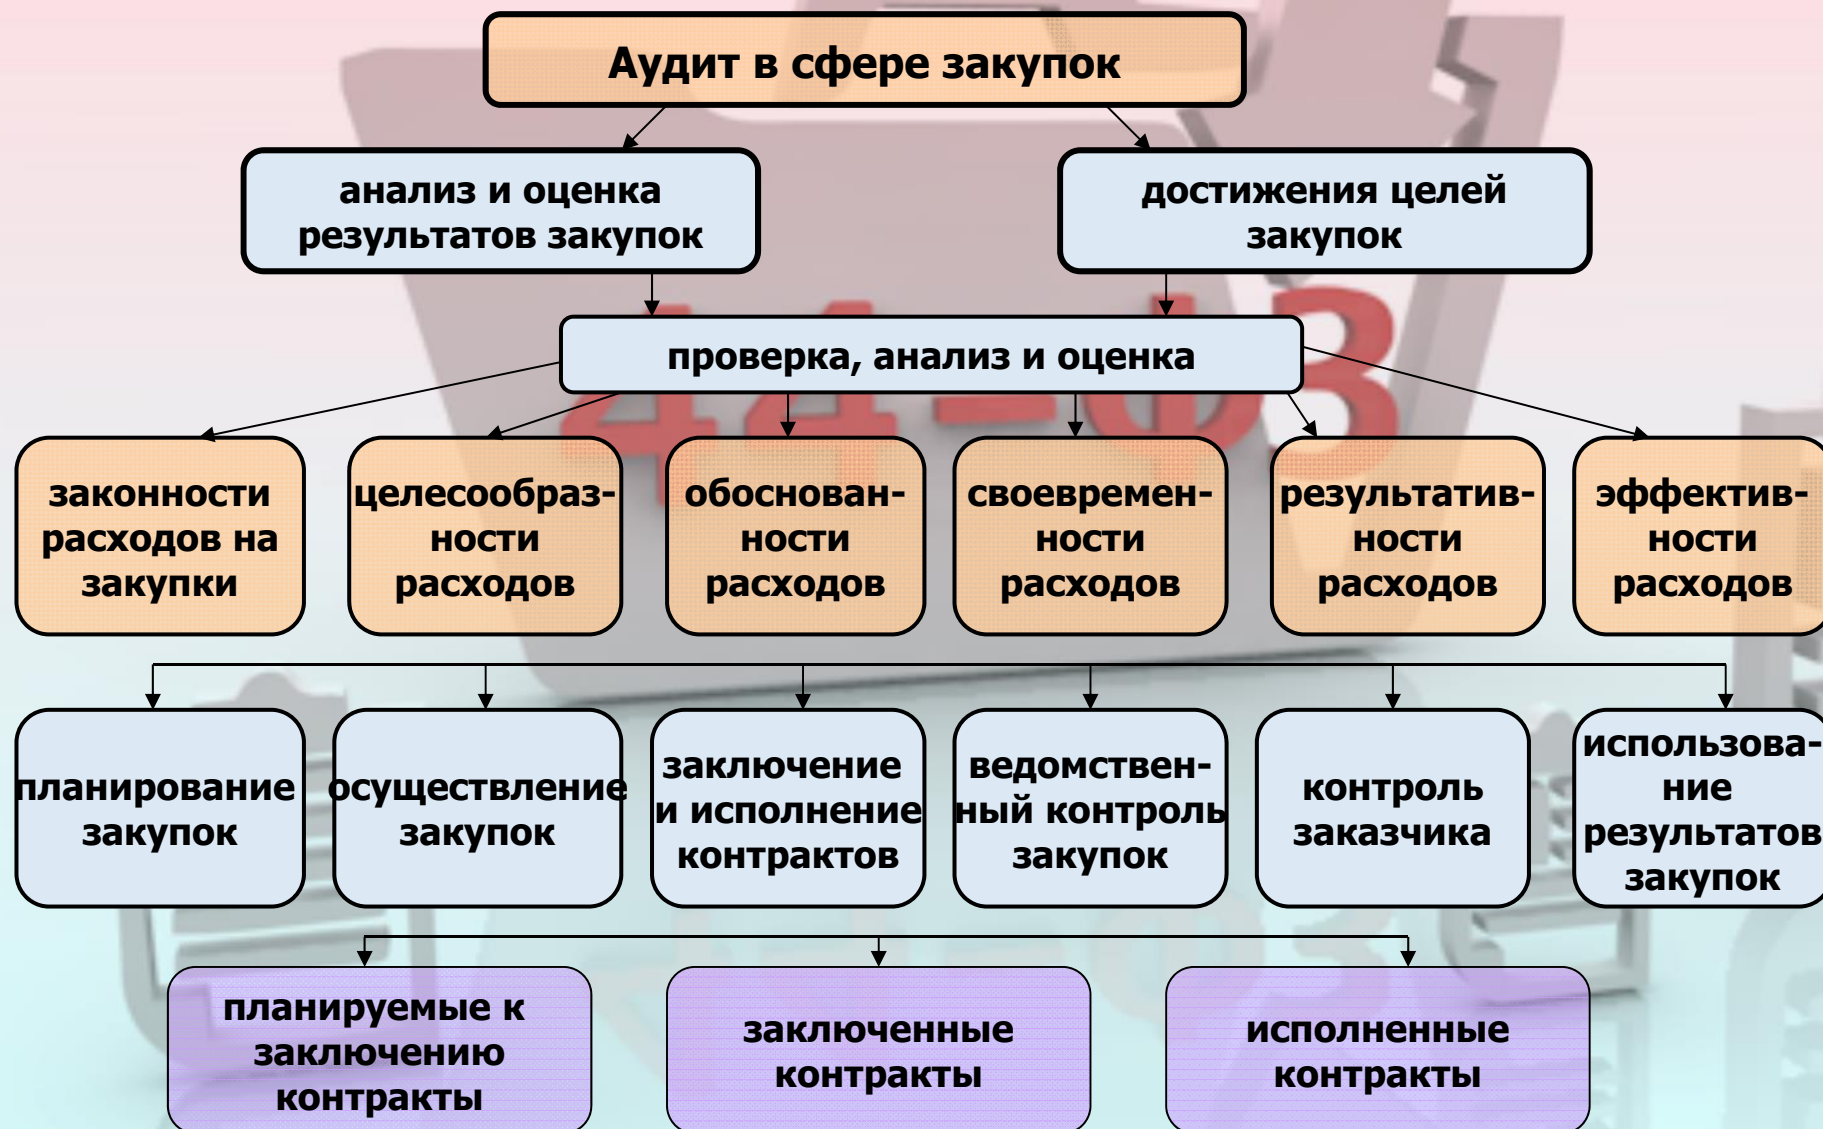 Аудит в сфере закупок
анализ и оценка
результатов закупок
достижения целей
закупок
44-ФЗ
проверка, анализ и оценка
законности
расходов на
закупки
целесообраз-
ности
расходов
обоснован-
ности
расходов
своевремен-
ности
расходов
результатив-
ности
расходов
эффектив-
ности
расходов
планирование
закупок
осуществление
закупок
заключение
и исполнение
контрактов
ведомствен-
ный контроль
закупок
контроль
заказчика
использова-
ние
результатов
закупок
планируемые к
заключению
контракты
заключенные
контракты
исполненные
контракты